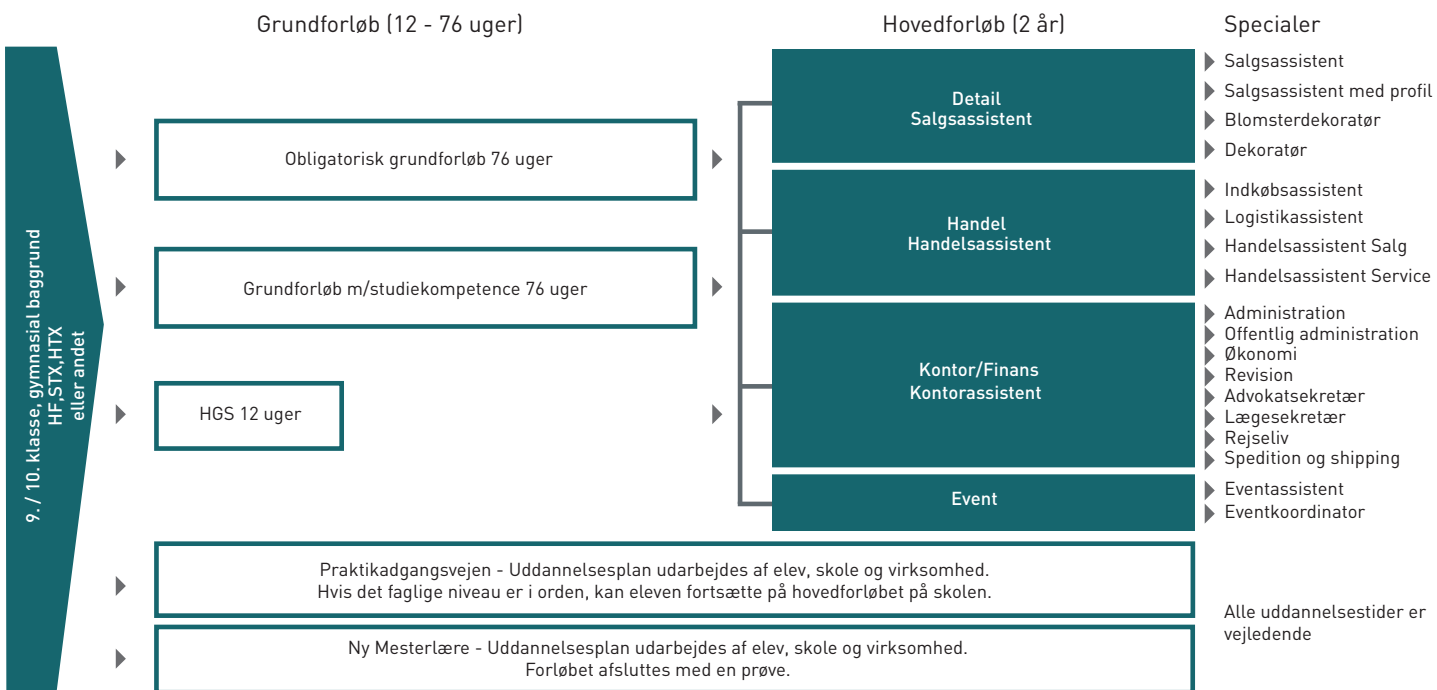 Grundforløb (12 - 76 uger)
Hovedforløb (2 år)
Specialer
9. / 10. klasse, gymnasial baggrund
HF,STX,HTX
eller andet
Obligatorisk grundforløb 76 uger
Grundforløb m/studiekompetence 76 uger
HGS 12 uger
Detail
Salgsassistent
Handel
Handelsassistent
Kontor/Finans
Kontorassistent
Event
Salgsassistent
Salgsassistent med profil
Blomsterdekoratør
Dekoratør
Indkøbsassistent
Logistikassistent
Handelsassistent Salg
Handelsassistent Service
Administration
Offentlig administration
Økonomi
Revision
Advokatsekretær
Lægesekretær
Rejseliv
Spedition og shipping
Eventassistent
Eventkoordinator
Praktikadgangsvejen - Uddannelsesplan udarbejdes af elev, skole og virksomhed.
Hvis det faglige niveau er i orden, kan eleven fortsætte på hovedforløbet på skolen.
Ny Mesterlære - Uddannelsesplan udarbejdes af elev, skole og virksomhed.
Forløbet afsluttes med en prøve.
Alle uddannelsestider er
vejledende